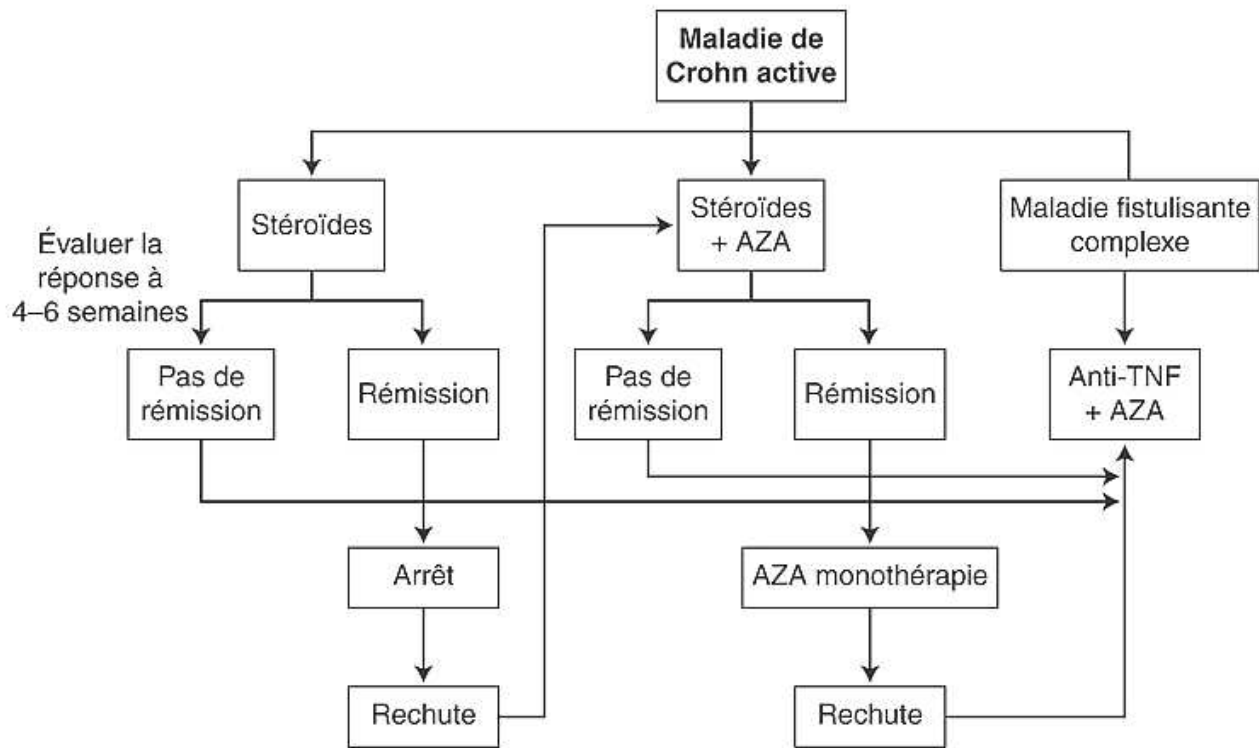 Maladie de
Crohn active
Stéroïdes
Stéroïdes
+ AZA
Maladie fistulisante
complexe
Évaluer la
réponse à
4–6 semaines
Pas de
rémission
Rémission
Pas de
rémission
Rémission
Anti-TNF
+ AZA
Arrêt
AZA monothérapie
Rechute
Rechute